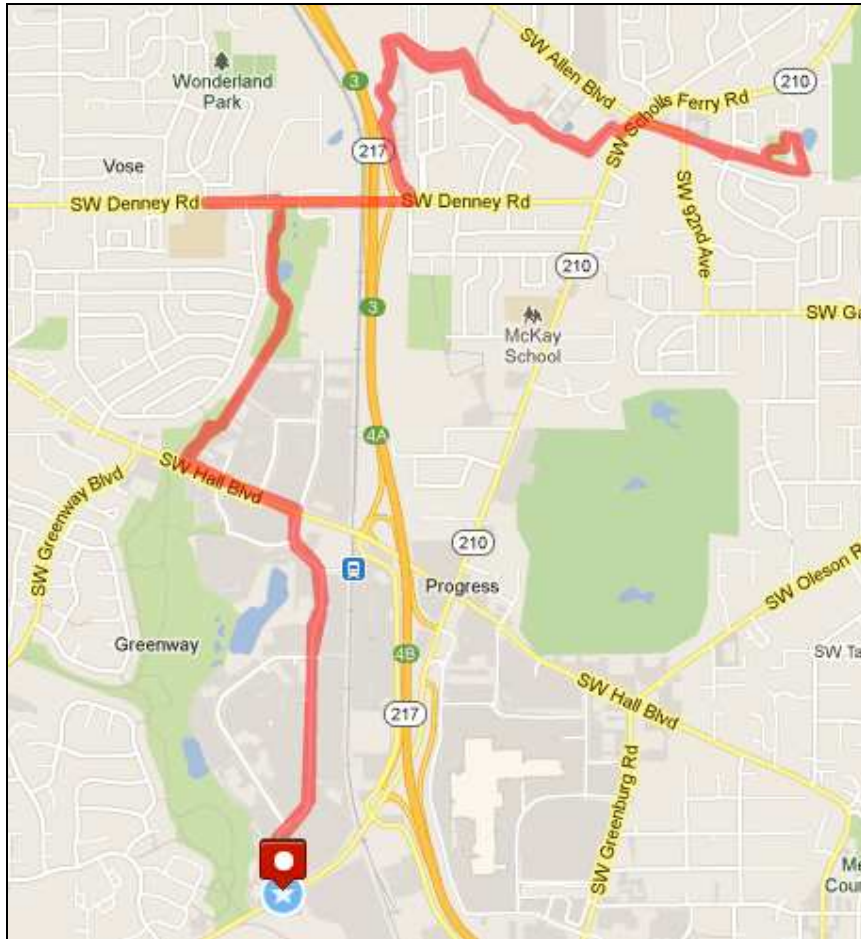 SW Allen Blvd
Wonderland
Park
3
210
SW Scholls Ferry Rd
217
Vose
SW Denney Rd
SW Denney Rd
SW 92nd Ave
210
3
McKay
School
SW Ga
4A
SW Hall Blvd
SW Greenway Blvd
210
Progress
SW Oleson R
Greenway
4B
SW Ta
SW Hall Blvd
217
SW Greenburg Rd
Me
Cour